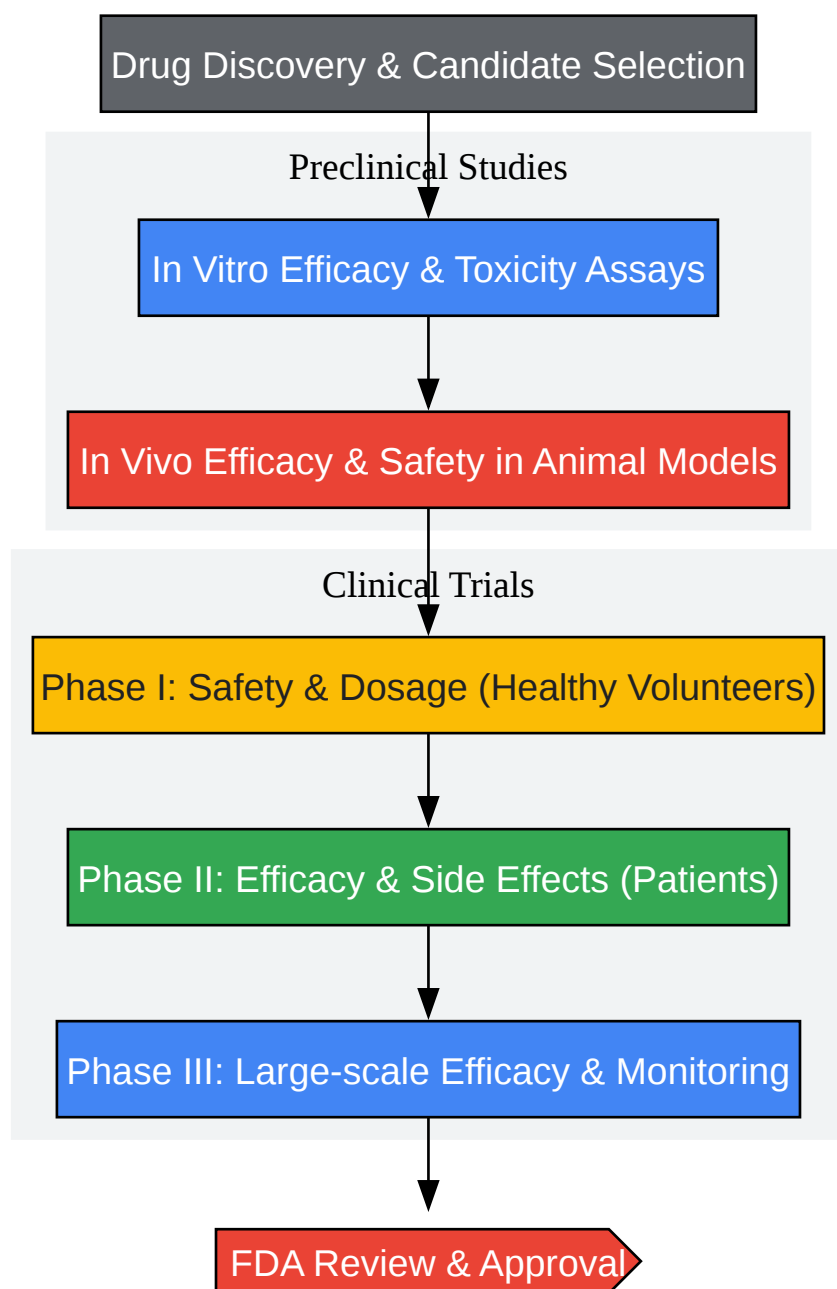 Drug Discovery & Candidate Selection
Preclinical Studies
In Vitro Efficacy & Toxicity Assays
In Vivo Efficacy & Safety in Animal Models
Clinical Trials
Phase I: Safety & Dosage (Healthy Volunteers)
Phase II: Efficacy & Side Effects (Patients)
Phase III: Large-scale Efficacy & Monitoring
FDA Review & Approval